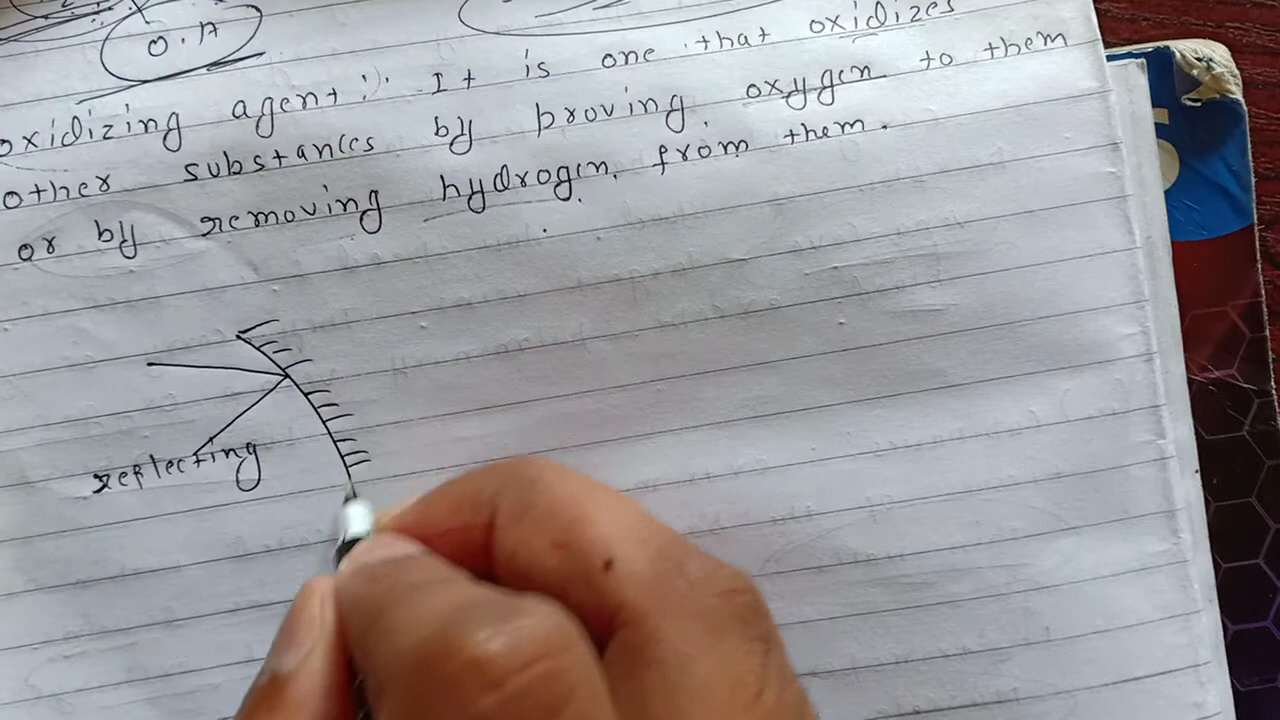 O.A
oxidizing agent :- It is one that oxidizes
other substances by proving oxygen to them
or by removing hydrogen, from them.
reflecting